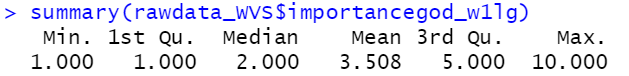 > summary(rawdata_WVS$importancegod_w1lg)
Min. 1st Qu. Median Mean 3rd Qu. Max.
1.000 1.000 2.000 3.508 5.000 10.000